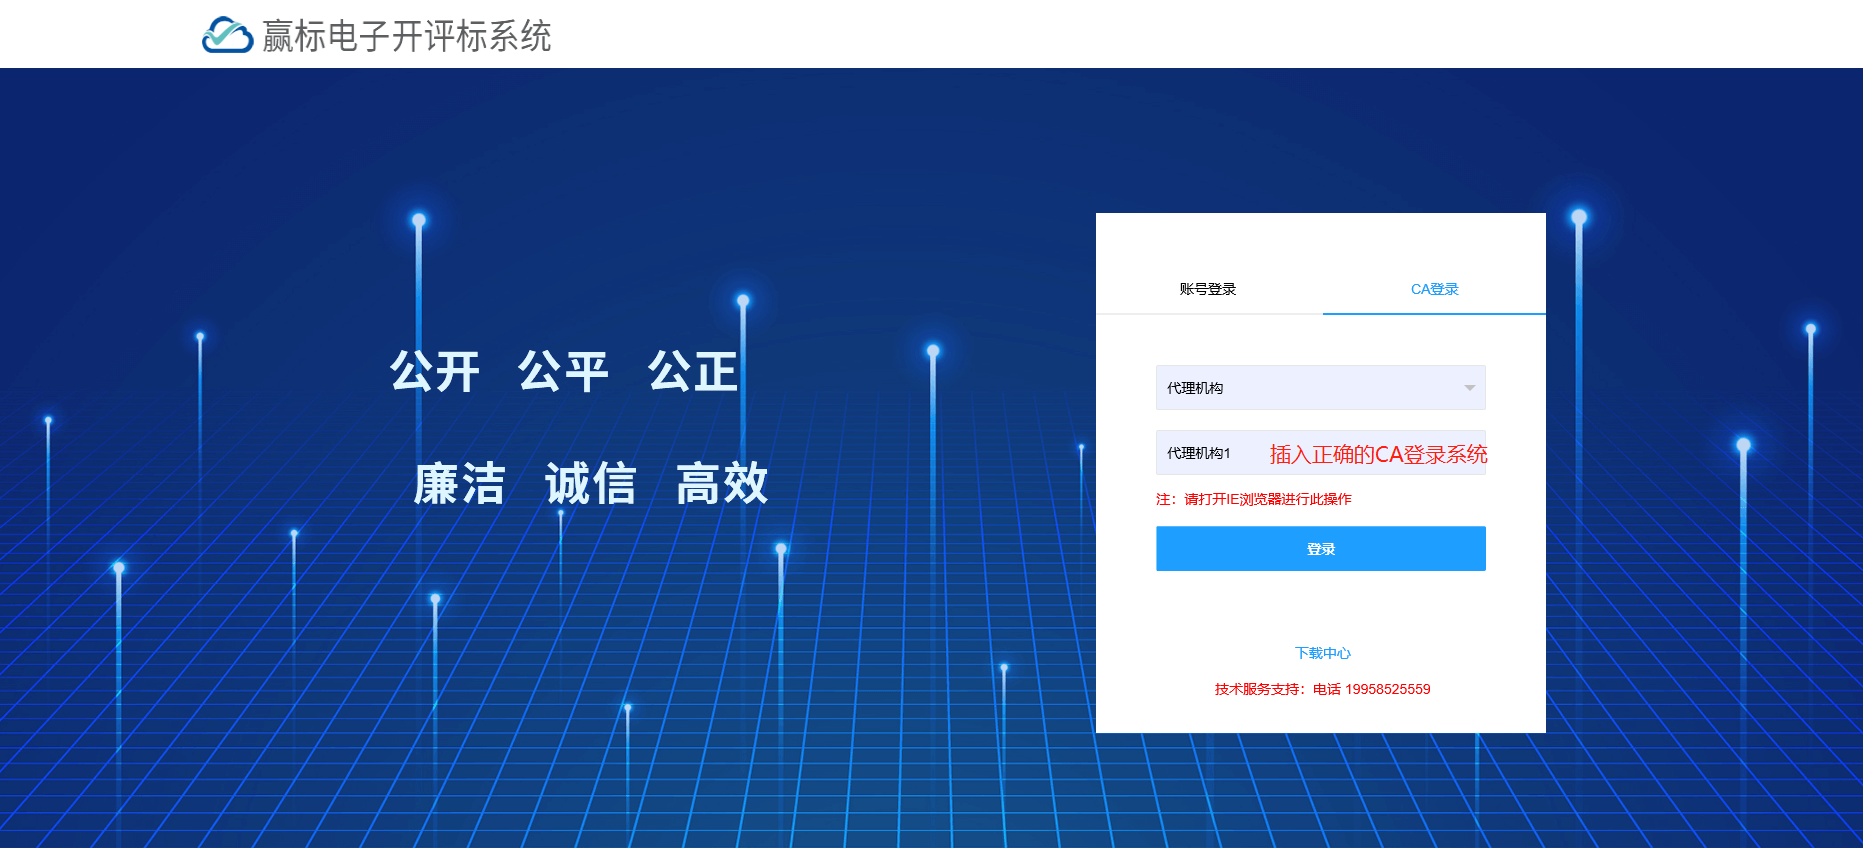 赢标电子开评标系统
公开 公平 公正
廉洁 诚信 高效
账号登录 CA登录
代理机构
代理机构1 插入正确的CA登录系统
注：请打开IE浏览器进行此操作
登录
下载中心
技术服务支持：电话 19958525559